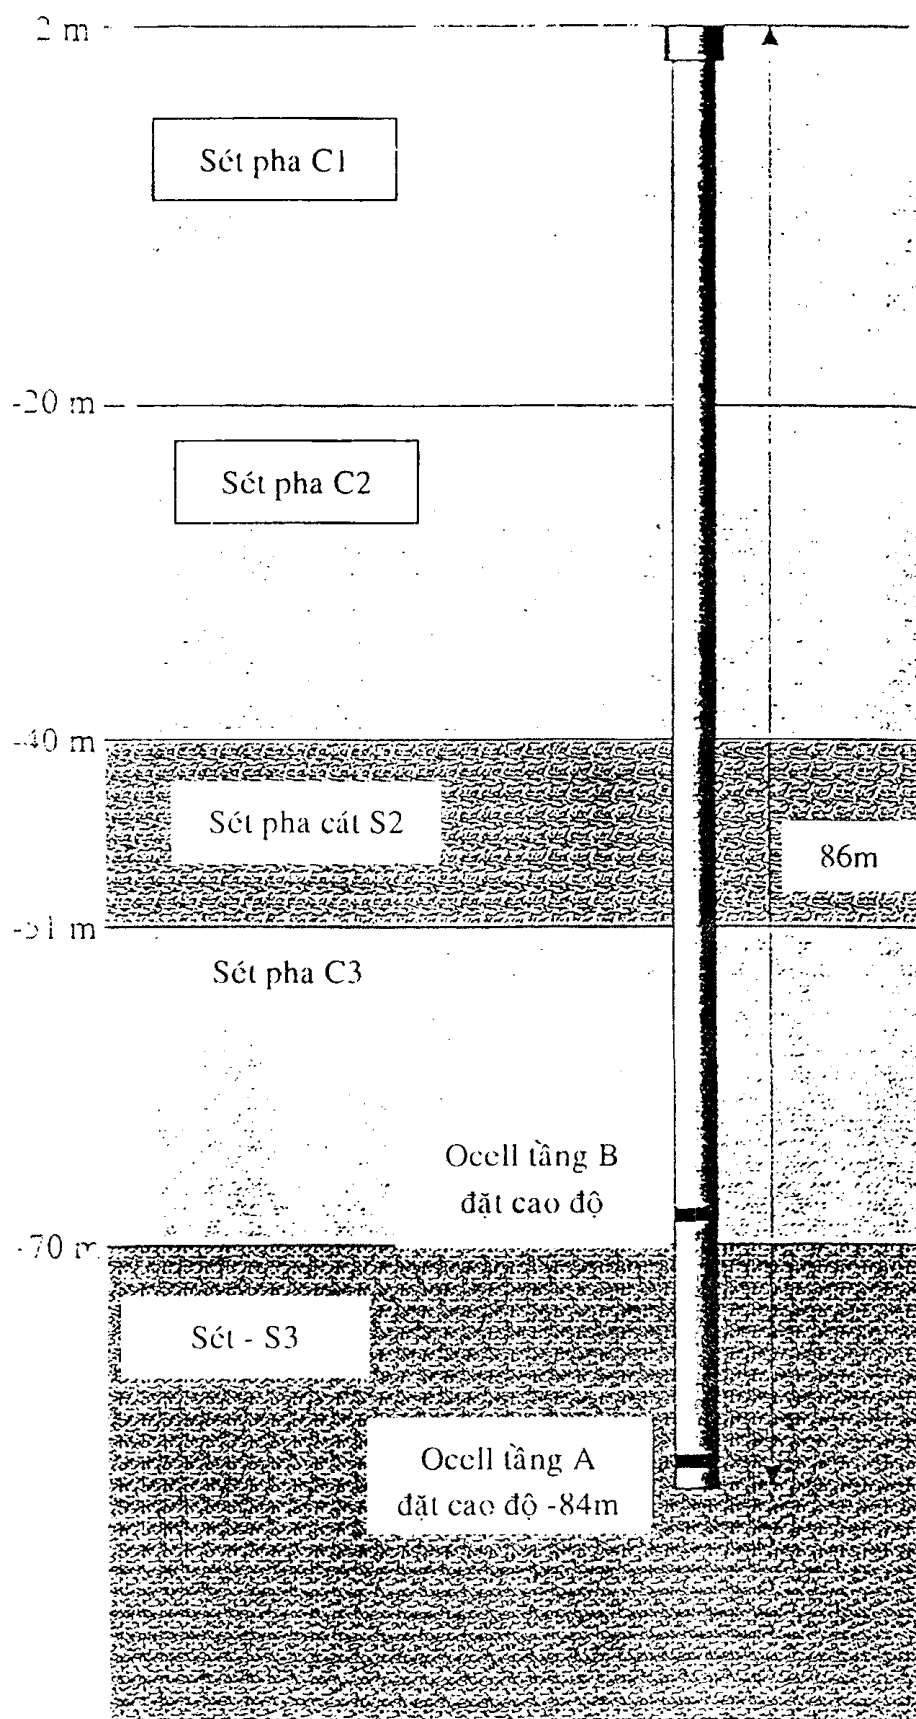 2 m
Sét pha C1
-20 m
Sét pha C2
-40 m
Sét pha cát S2
86m
-51 m
Sét pha C3
Ocell tầng B
đặt cao độ
-70 m
Sét - S3
Ocell tầng A
đặt cao độ -84m